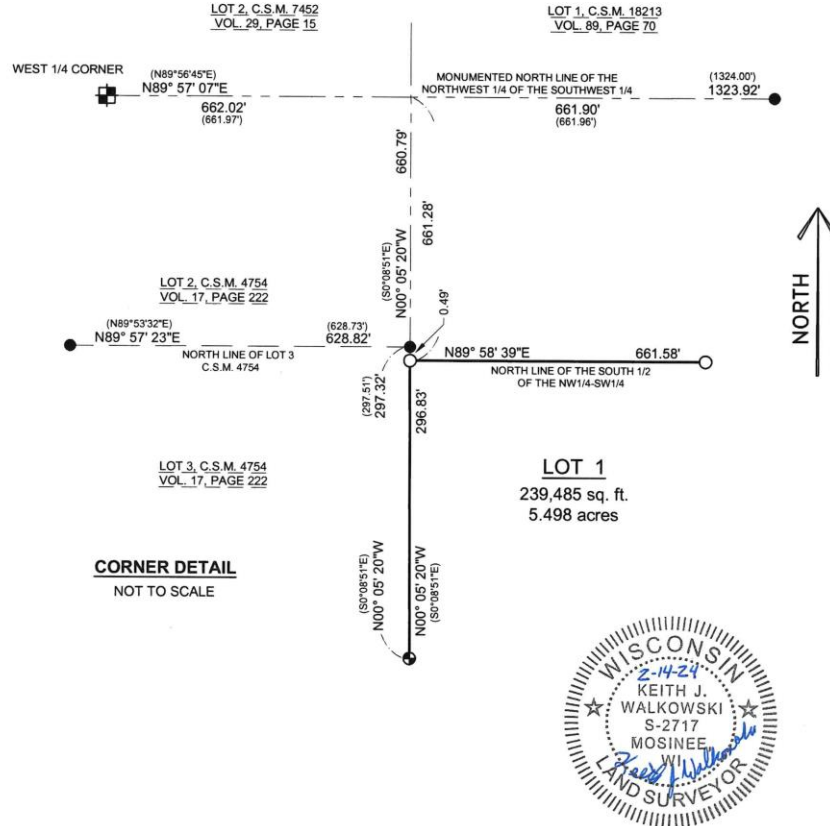 LOT 2, C.S.M. 7452
VOL. 29, PAGE 15
LOT 1, C.S.M. 18213
VOL. 89, PAGE 70
WEST 1/4 CORNER
(N89°56'45"E)
N89° 57' 07"E
662.02'
(661.97')
MONUMENTED NORTH LINE OF THE
NORTHWEST 1/4 OF THE SOUTHWEST 1/4
661.90'
(661.96')
(1324.00')
1323.92'
660.79'
661.28'
(S0°08'51"E)
N00° 05' 20"W
NORTH
LOT 2, C.S.M. 4754
VOL. 17, PAGE 222
(N89°53'32"E)
N89° 57' 23"E
(628.73')
628.82'
NORTH LINE OF LOT 3
C.S.M. 4754
0.49'
N89° 58' 39"E
661.58'
NORTH LINE OF THE SOUTH 1/2
OF THE NW1/4-SW1/4
(297.51')
297.32'
296.83'
LOT 3, C.S.M. 4754
VOL. 17, PAGE 222
LOT 1
239,485 sq. ft.
5.498 acres
CORNER DETAIL
NOT TO SCALE
(S0°08'51"E)
N00° 05' 20"W
N00° 05' 20"W
(S0°08'51"E)
WISCONSIN
2-14-24
KEITH J.
WALKOWSKI
S-2717
MOSINEE,
WI
Keith J Walkowski
LAND SURVEYOR